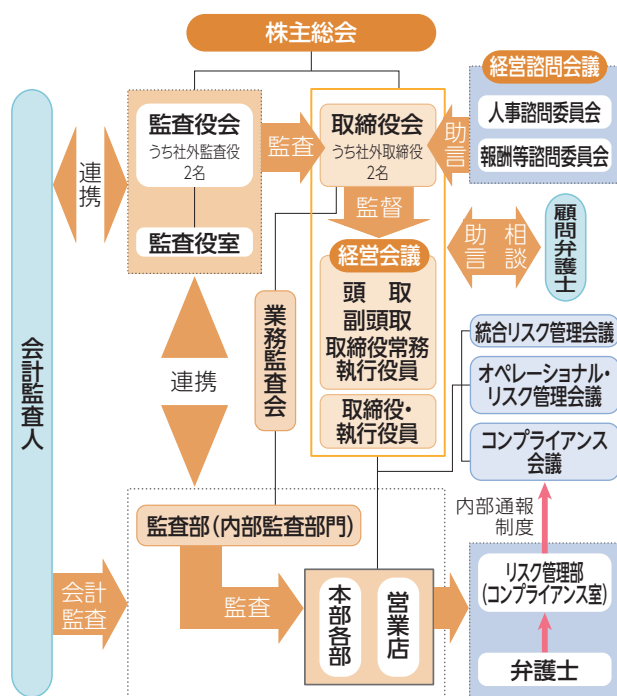 株主総会
経営諮問会議
人事諮問委員会
報酬等諮問委員会
監査役会
うち社外監査役
2名
監査
取締役会
うち社外取締役
2名
助言
連携
監督
監査役室
経営会議
頭 取
副頭取
取締役常務
執行役員
取締役・
執行役員
助言
相談
顧問弁護士
会計監査人
連携
業務監査会
統合リスク管理会議
オペレーショナル・
リスク管理会議
コンプライアンス
会議
内部通報
制度
監査部(内部監査部門)
会計
監査
監査
本部各部
営業店
リスク管理部
(コンプライアンス室)
弁護士